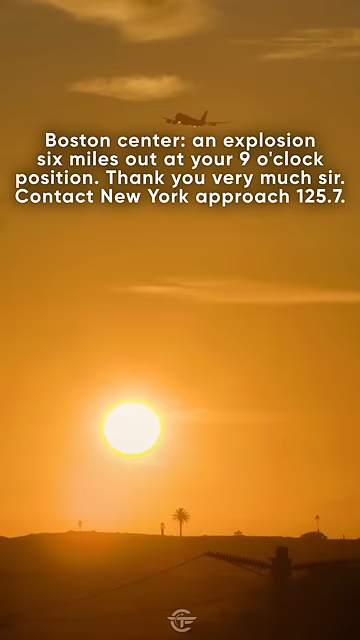 Boston center: an explosion
six miles out at your 9 o'clock
position. Thank you very much sir.
Contact New York approach 125.7.